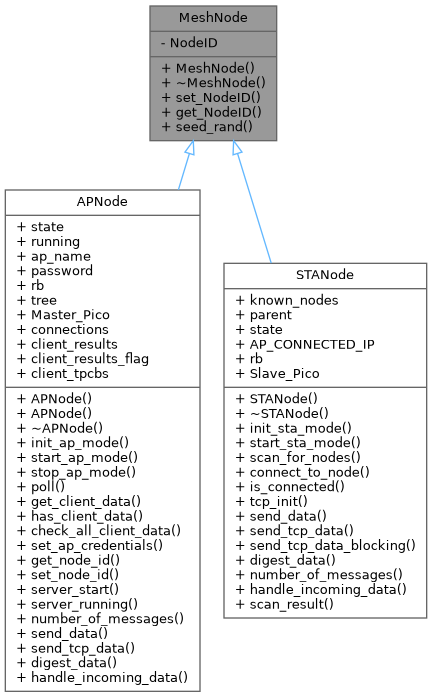 MeshNode
- NodeID
+ MeshNode()
+ ~MeshNode()
+ set_NodeID()
+ get_NodeID()
+ seed_rand()
APNode
+ state
+ running
+ ap_name
+ password
+ rb
+ tree
+ Master_Pico
+ connections
+ client_results
+ client_results_flag
+ client_tpcbs
+ APNode()
+ APNode()
+ ~APNode()
+ init_ap_mode()
+ start_ap_mode()
+ stop_ap_mode()
+ poll()
+ get_client_data()
+ has_client_data()
+ check_all_client_data()
+ set_ap_credentials()
+ get_node_id()
+ set_node_id()
+ server_start()
+ server_running()
+ number_of_messages()
+ send_data()
+ send_tcp_data()
+ digest_data()
+ handle_incoming_data()
STANode
+ known_nodes
+ parent
+ state
+ AP_CONNECTED_IP
+ rb
+ Slave_Pico
+ STANode()
+ ~STANode()
+ init_sta_mode()
+ start_sta_mode()
+ scan_for_nodes()
+ connect_to_node()
+ is_connected()
+ tcp_init()
+ send_data()
+ send_tcp_data()
+ send_tcp_data_blocking()
+ digest_data()
+ number_of_messages()
+ handle_incoming_data()
+ scan_result()